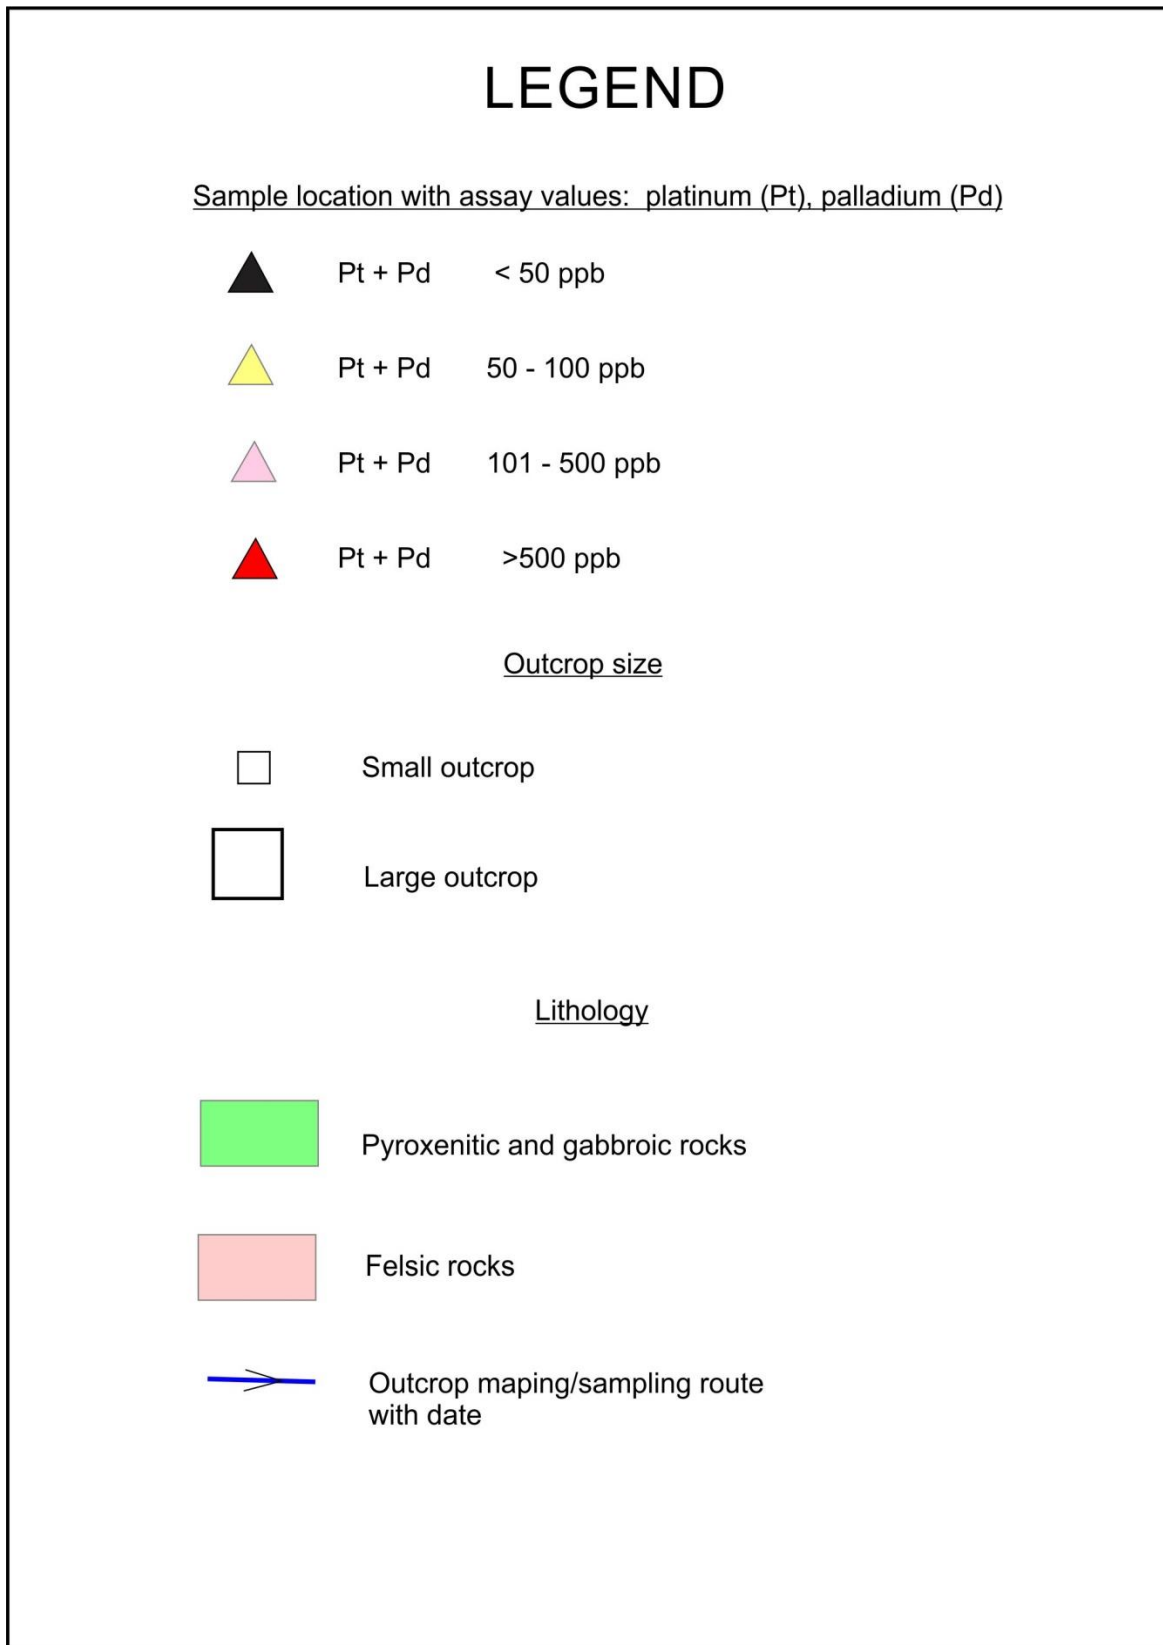 LEGEND
Sample location with assay values: platinum (Pt), palladium (Pd)
Pt + Pd < 50 ppb
Pt + Pd 50 - 100 ppb
Pt + Pd 101 - 500 ppb
Pt + Pd >500 ppb
Outcrop size
Small outcrop
Large outcrop
Lithology
Pyroxenitic and gabbroic rocks
Felsic rocks
Outcrop maping/sampling route
with date